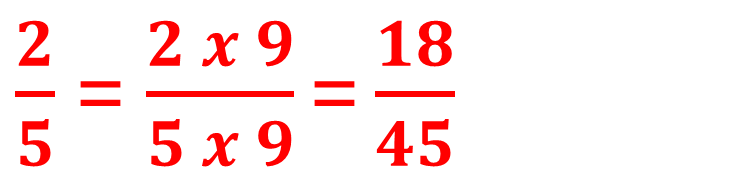 2/5 = 2 x 9/5 x 9 = 18/45